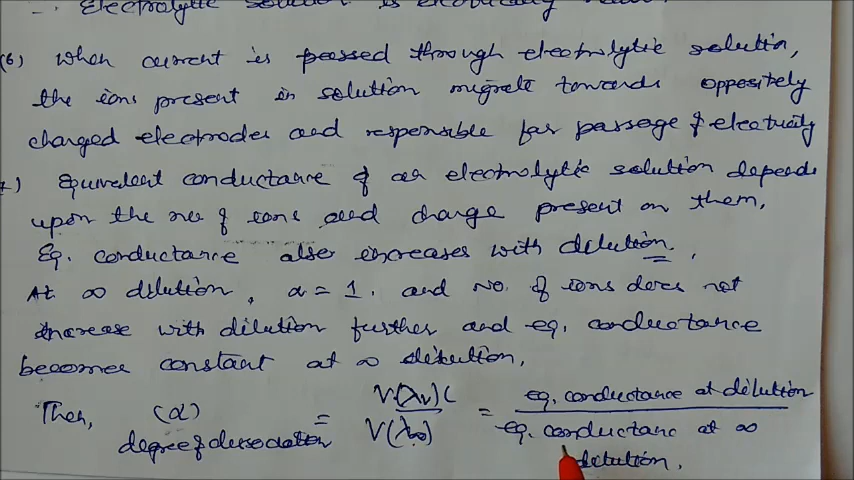 ∴ Electrolytic solution is
(6) When current is passed through electrolytic solution,
the ions present in solution migrate towards oppositely
charged electrodes and responsible for passage of electricity
7.) Equivalent conductance of an electrolytic solution depends
upon the no of ions and charge present on them.
Eq. conductance also increases with dilution.
At ∞ dilution, α = 1. and No. of ions does not
increase with dilution further and eq. conductance
becomes constant at ∞ dilution.
Then, (α) = V(λv) / V(λ∞) = eq. conductance at dilution
degree of dissociation eq. conductance at ∞
dilution.